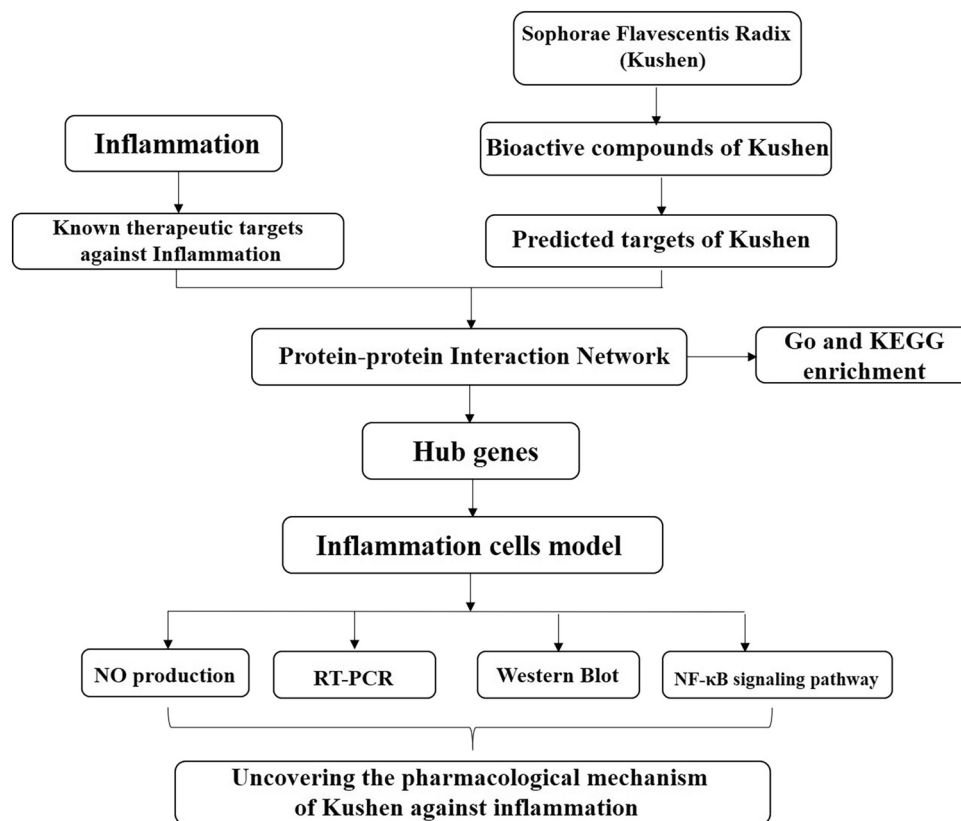 Sophorae Flavescentis Radix
(Kushen)
Inflammation
Bioactive compounds of Kushen
Known therapeutic targets
against Inflammation
Predicted targets of Kushen
Protein-protein Interaction Network
Go and KEGG
enrichment
Hub genes
Inflammation cells model
NO production
RT-PCR
Western Blot
NF-κB signaling pathway
Uncovering the pharmacological mechanism
of Kushen against inflammation